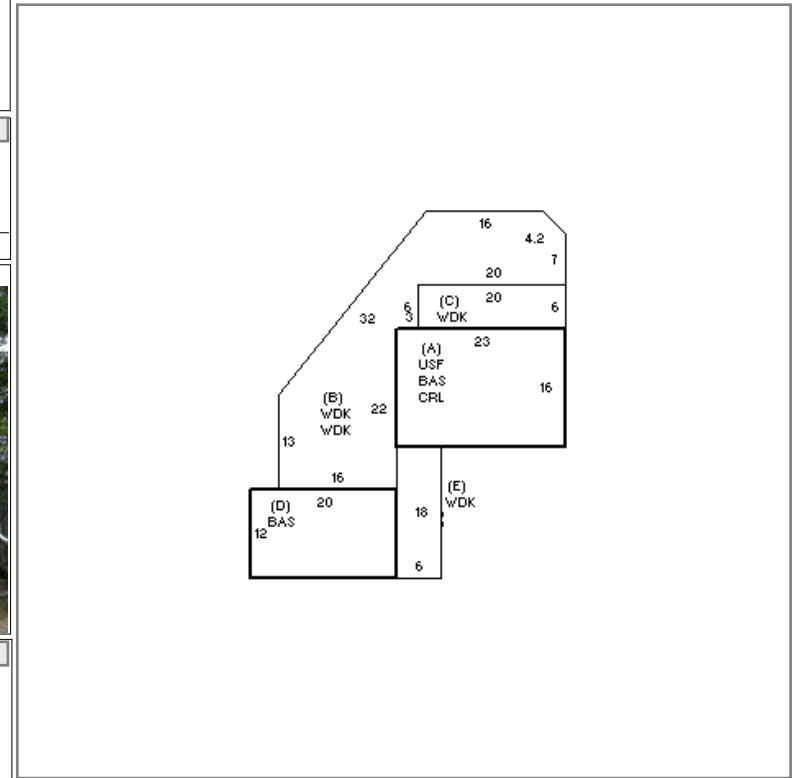 16
4.2
7
20
(C) 20 6
6
3 WDK
32
(A) 23
USF
BAS 16
CRL
(B)
WDK 22
WDK
13
16
(D) 20
BAS
12
(E)
WDK
18
6